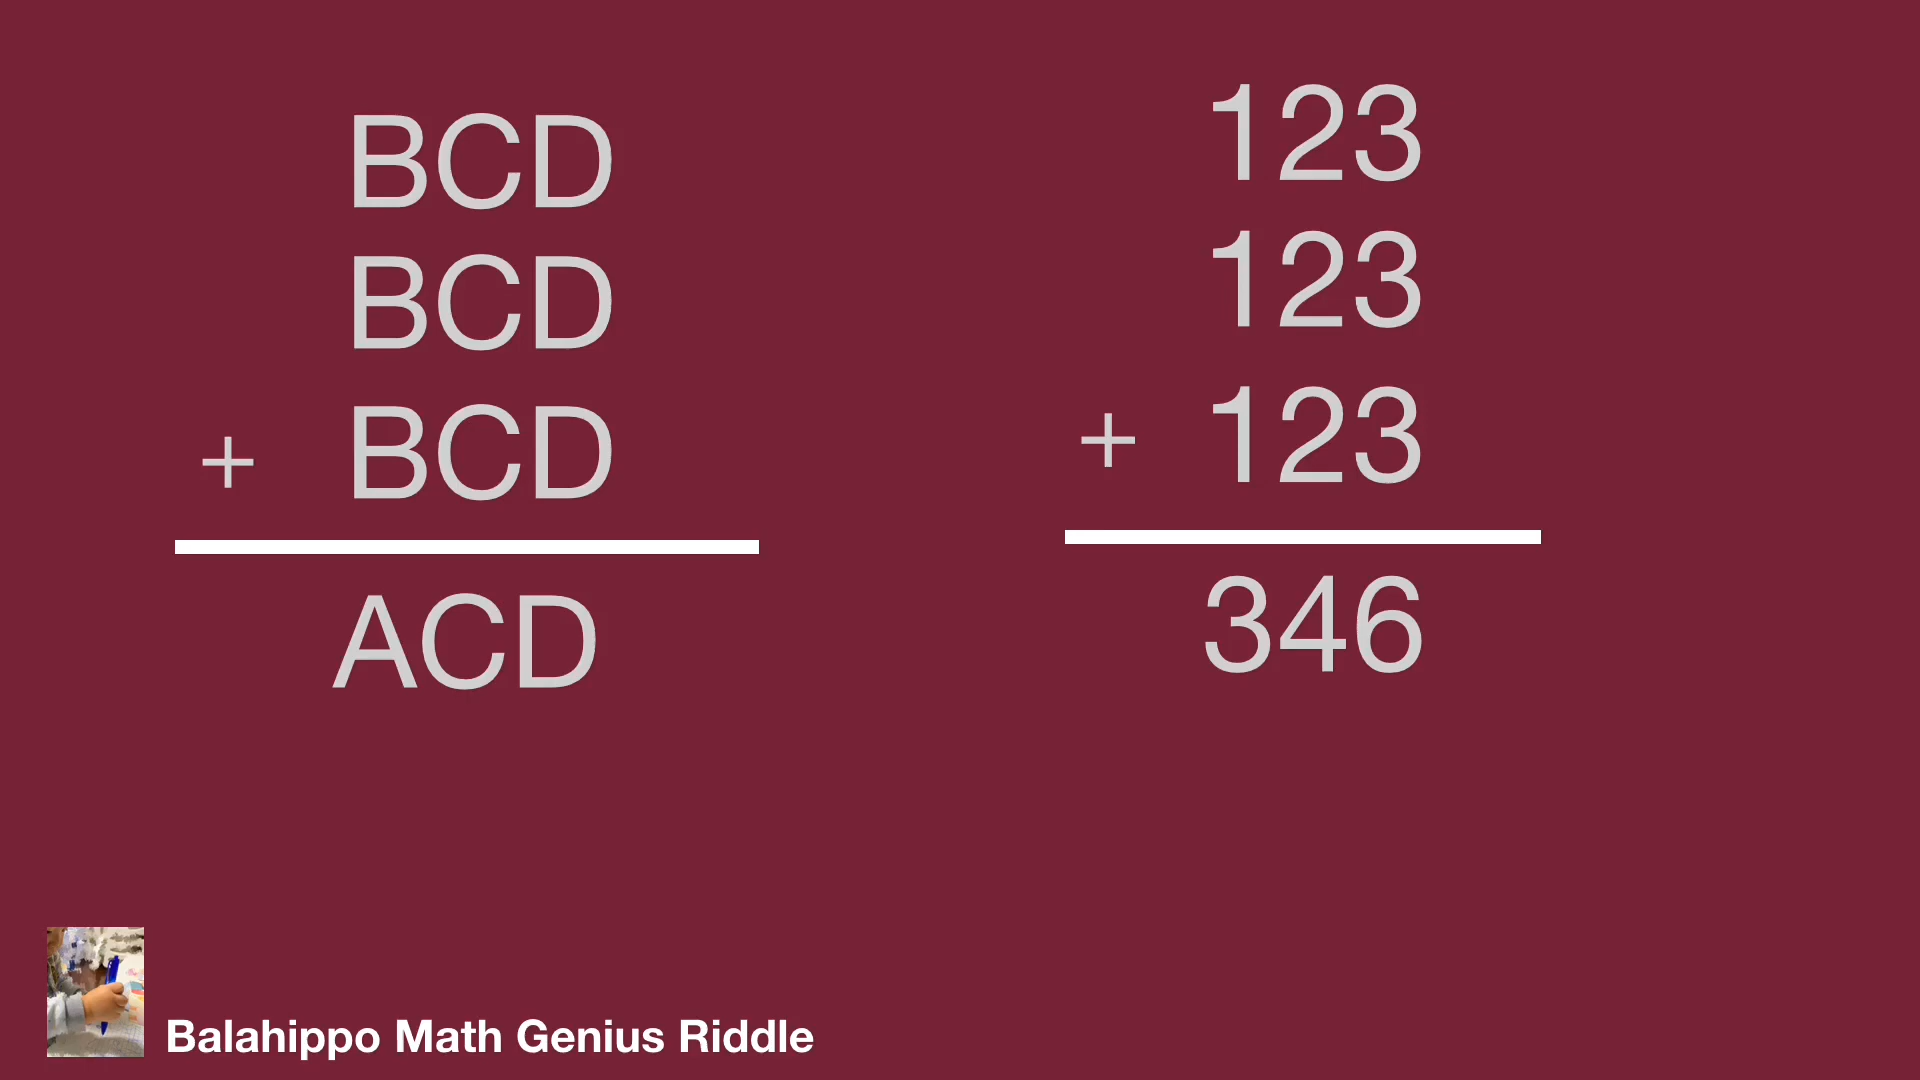 BCD
BCD
+ BCD
ACD
123
123
+ 123
346
Balahippo Math Genius Riddle